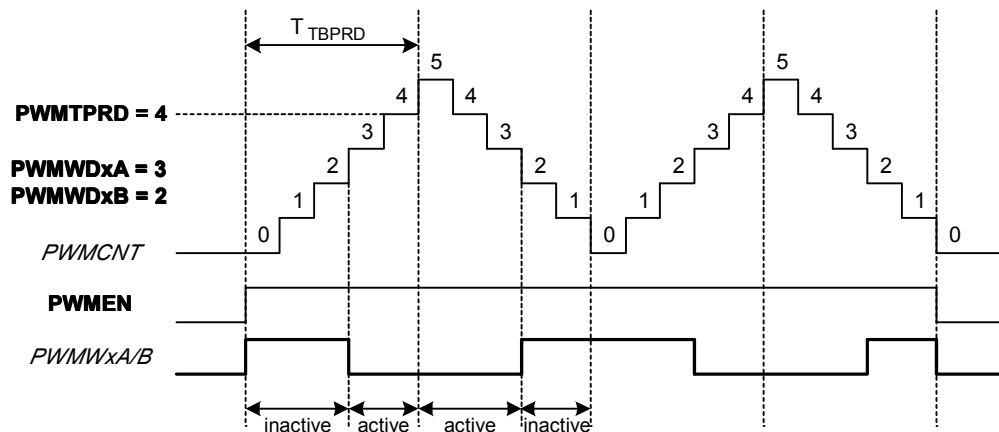 T TBPRD
5 5
PWMTPRD = 4 4 4 4 4
3 3 3 3
PWMWDxA = 3
2 2 2 2
PWMWDxB = 2
1 1 1 1
0 0 0
PWMCNT
PWMEN
PWMWxA/B
inactive active active inactive